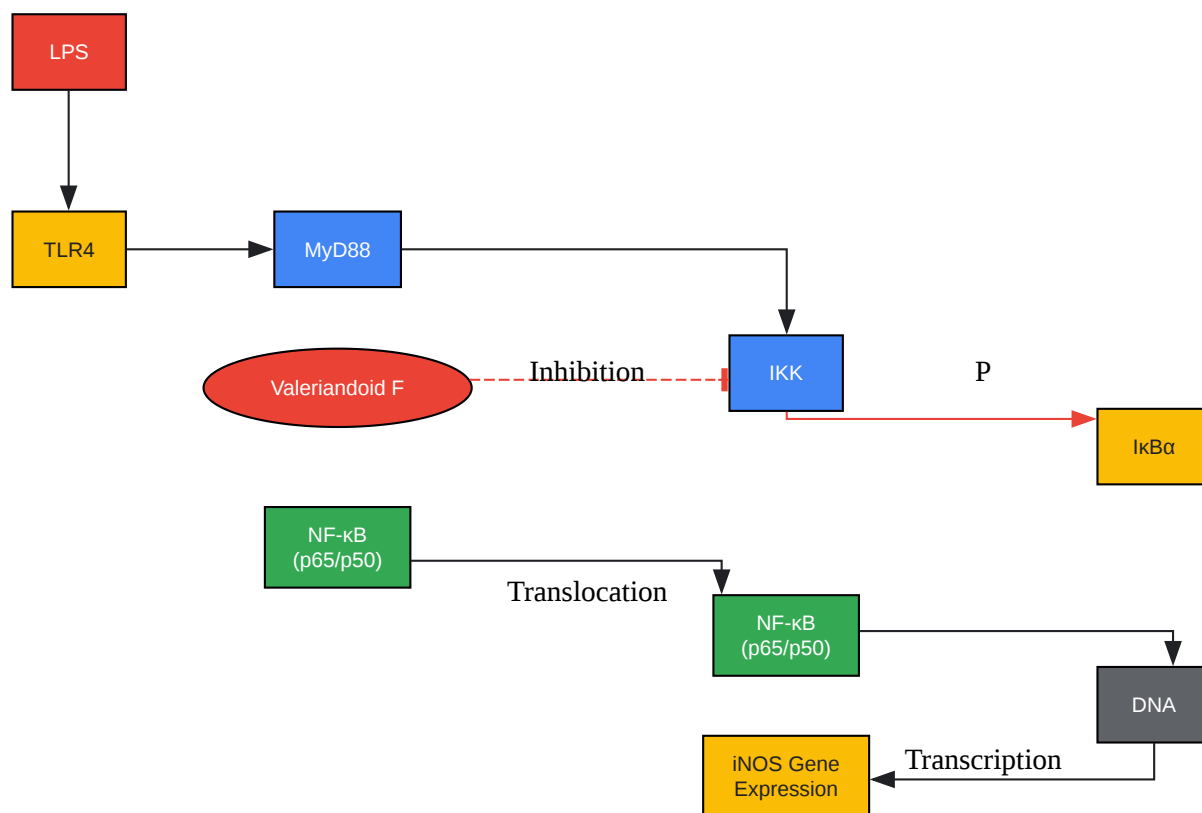 LPS
TLR4
MyD88
Valeriandoid F
Inhibition
IKK
P
IκBα
NF-κB
(p65/p50)
Translocation
NF-κB
(p65/p50)
DNA
iNOS Gene
Expression
Transcription